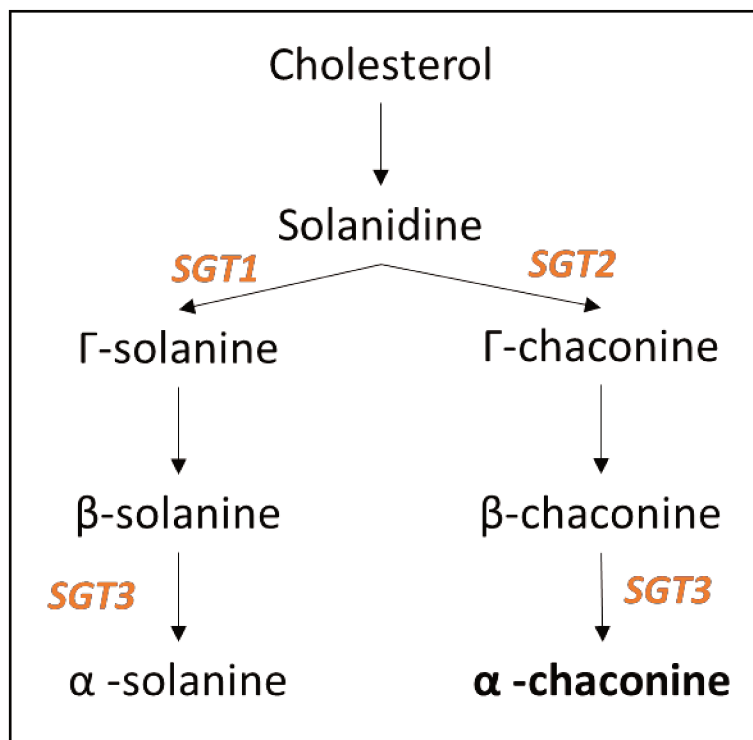 Cholesterol
Solanidine
SGT1
SGT2
Γ-solanine
Γ-chaconine
β-solanine
β-chaconine
SGT3
SGT3
α -solanine
α -chaconine